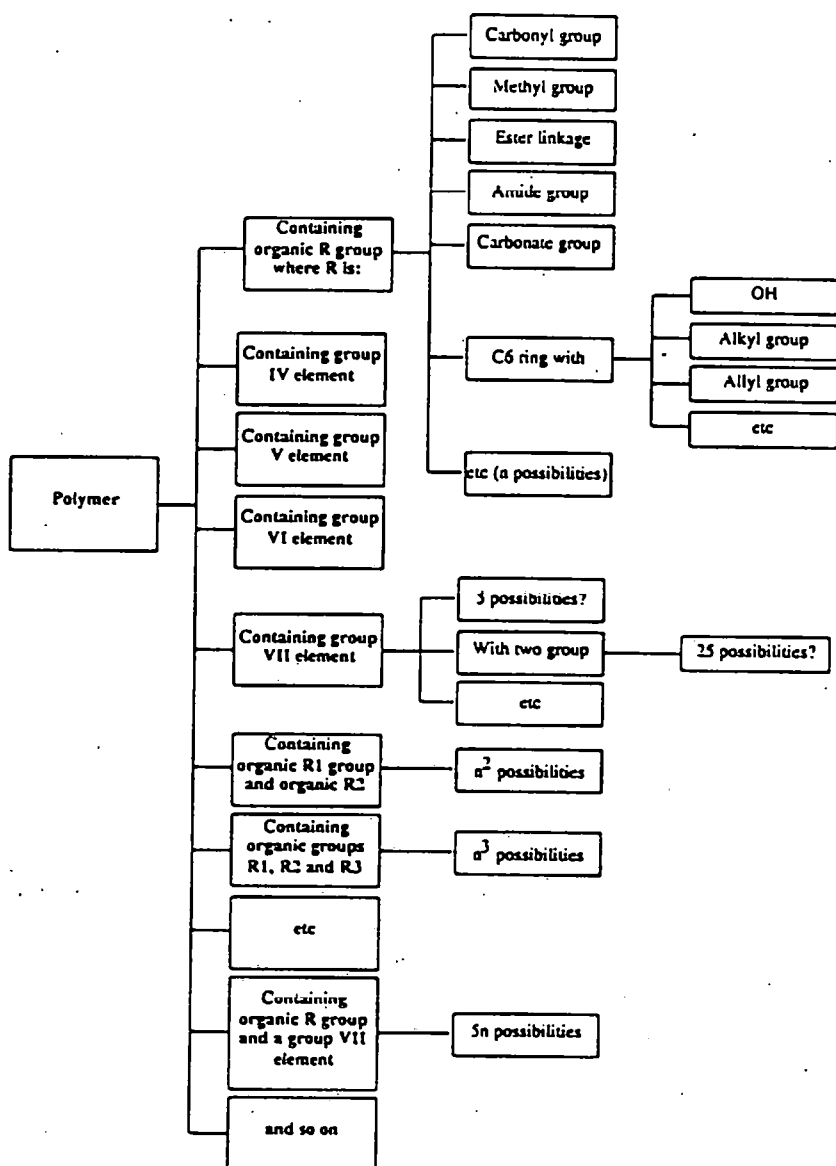 Carbonyl group
Methyl group
Ester linkage
Amide group
Containing
organic R group
where R is:
Carbonate group
OH
Containing group
IV element
C6 ring with
Alkyl group
Allyl group
etc
Containing group
V element
etc (n possibilities)
Polymer
Containing group
VI element
5 possibilities?
Containing group
VII element
With two group
25 possibilities?
etc
Containing
organic R1 group
and organic R2
n² possibilities
Containing
organic groups
R1, R2 and R3
n³ possibilities
etc
Containing
organic R group
and a group VII
element
5n possibilities
and so on